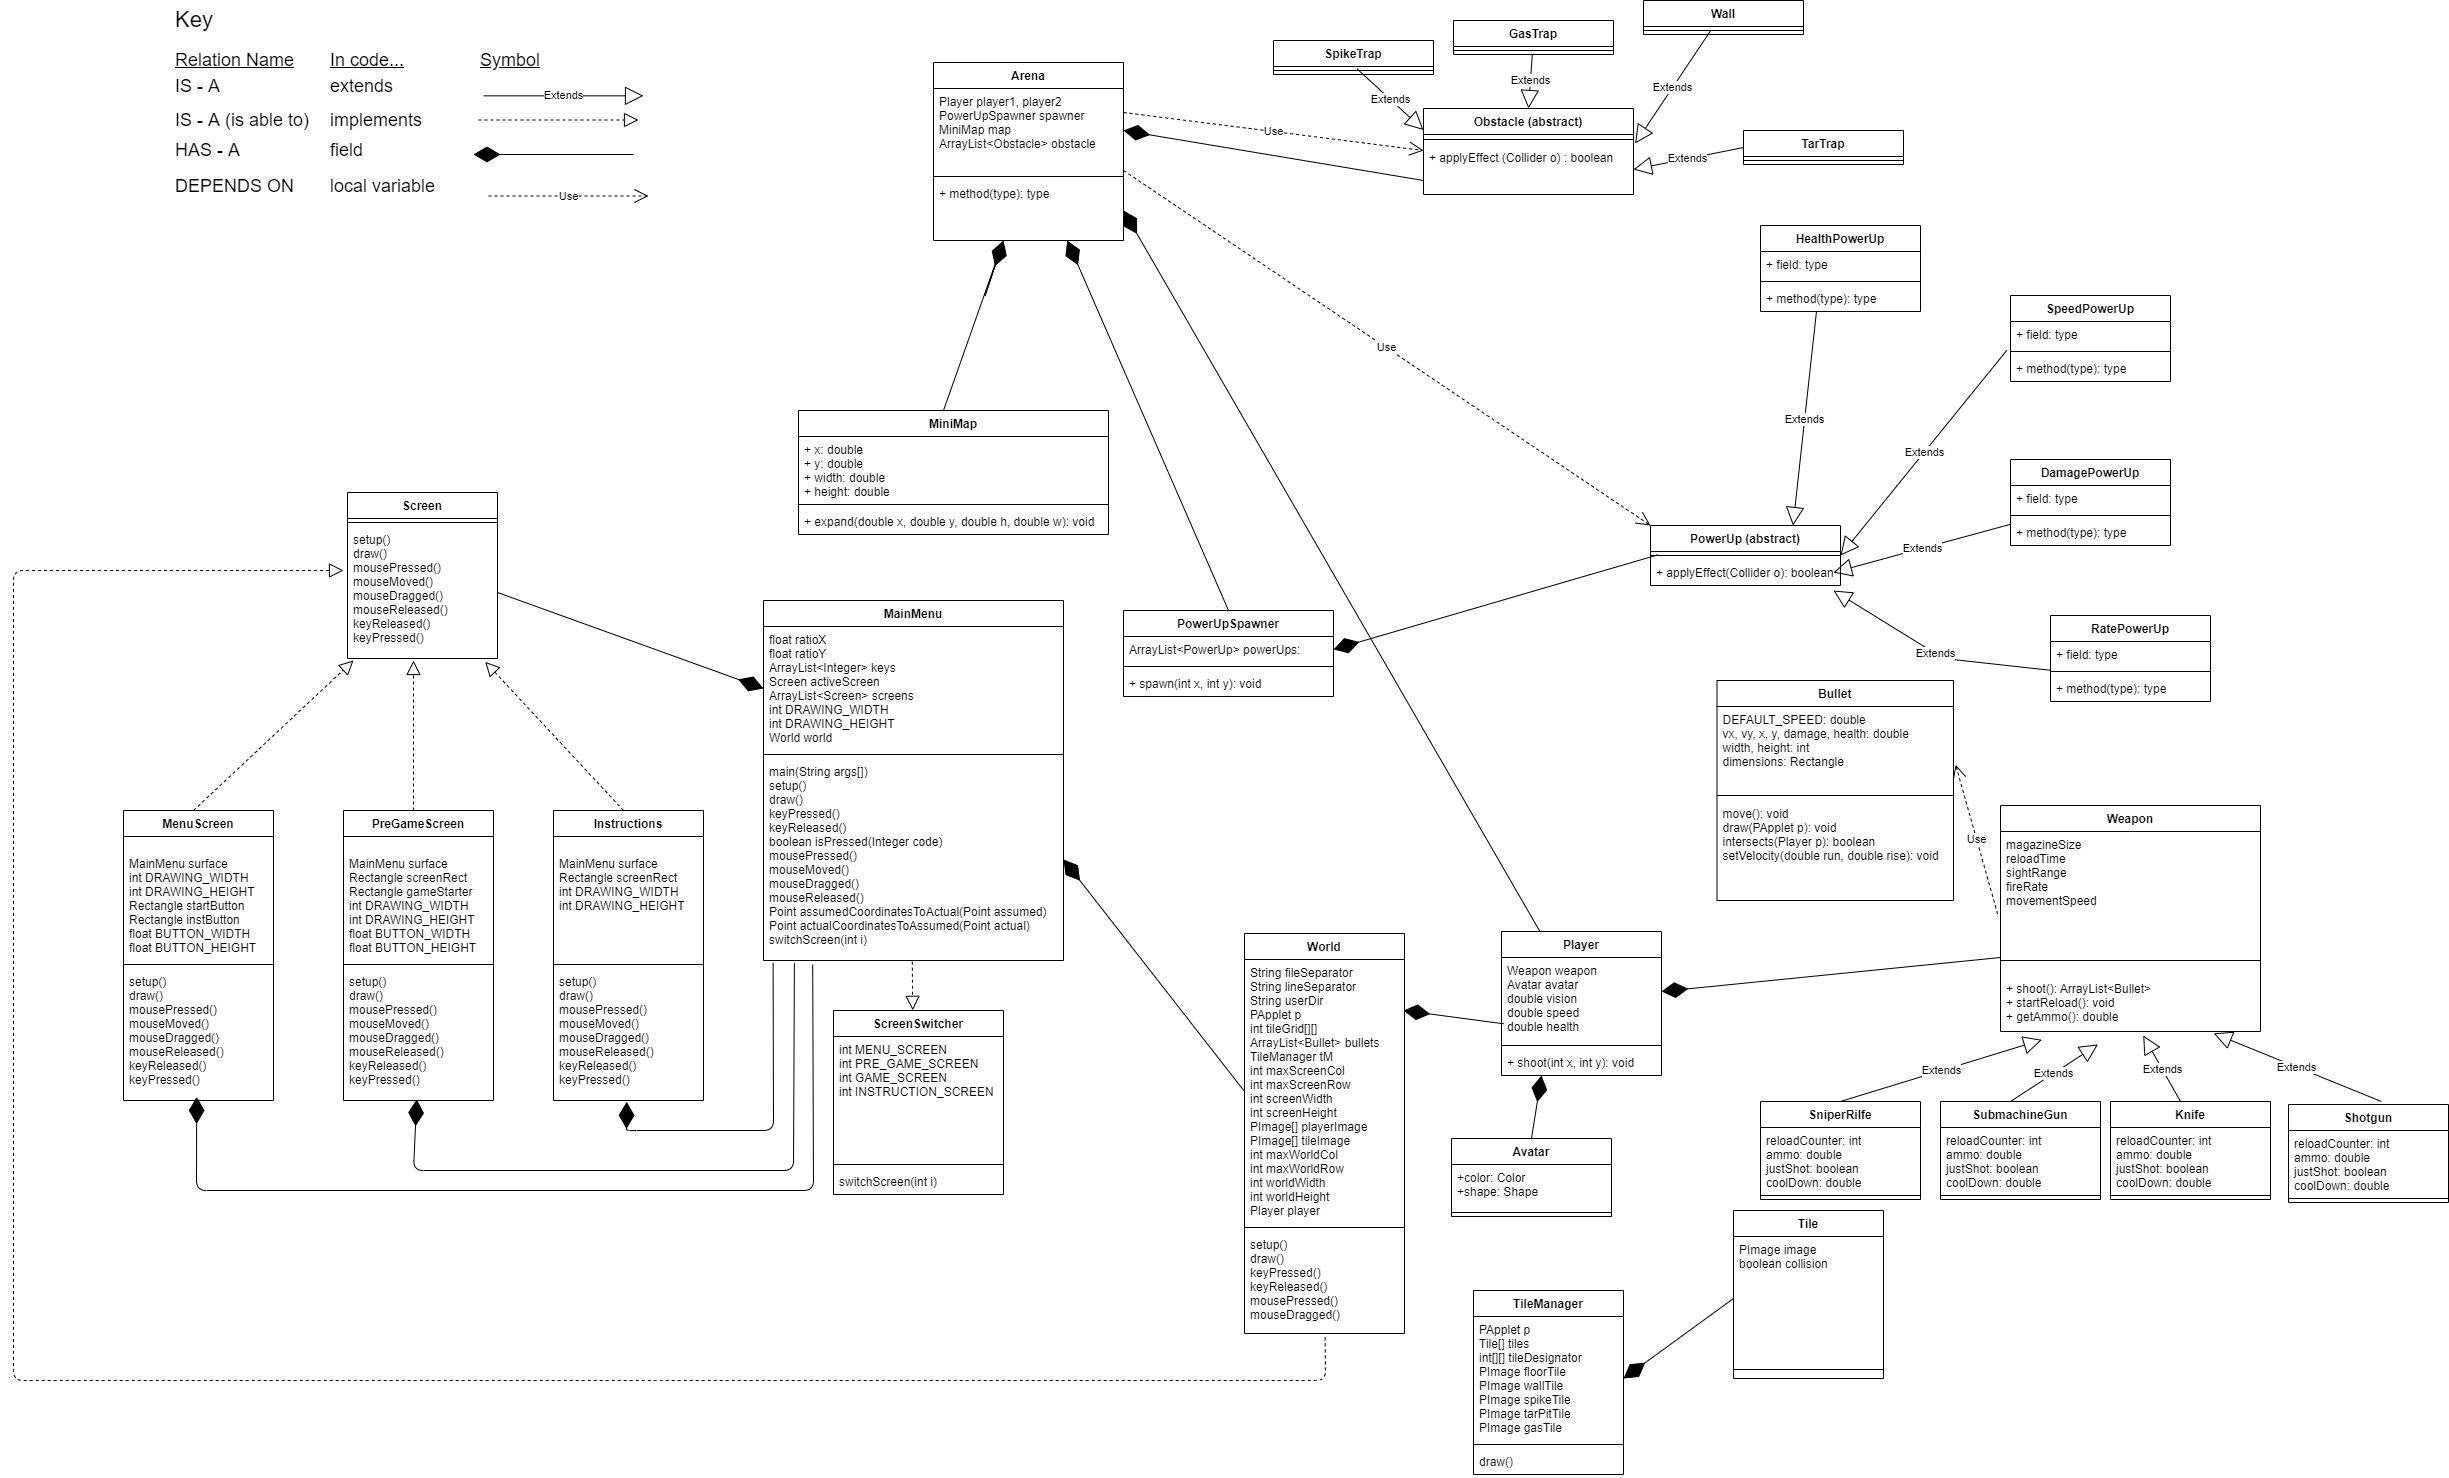 Key
Relation Name In code... Symbol
IS - A extends Extends
IS - A (is able to) implements
HAS - A field
DEPENDS ON local variable Use
Arena
Player player1, player2
PowerUpSpawner spawner
MiniMap map
ArrayList<Obstacle> obstacle
+ method(type): type
SpikeTrap
GasTrap
Wall
Extends
Extends
Extends
Use
Obstacle (abstract)
+ applyEffect (Collider o) : boolean
Extends
TarTrap
HealthPowerUp
+ field: type
+ method(type): type
SpeedPowerUp
+ field: type
+ method(type): type
Use
Extends
Extends
DamagePowerUp
+ field: type
+ method(type): type
Extends
PowerUp (abstract)
+ applyEffect(Collider o): boolean
Extends
RatePowerUp
+ field: type
+ method(type): type
MiniMap
+ x: double
+ y: double
+ width: double
+ height: double
+ expand(double x, double y, double h, double w): void
Screen
setup()
draw()
mousePressed()
mouseMoved()
mouseDragged()
mouseReleased()
keyReleased()
keyPressed()
MainMenu
float ratioX
float ratioY
ArrayList<Integer> keys
Screen activeScreen
ArrayList<Screen> screens
int DRAWING_WIDTH
int DRAWING_HEIGHT
World world
main(String args[])
setup()
draw()
keyPressed()
keyReleased()
boolean isPressed(Integer code)
mousePressed()
mouseMoved()
mouseDragged()
mouseReleased()
Point assumedCoordinatesToActual(Point assumed)
Point actualCoordinatesToAssumed(Point actual)
switchScreen(int i)
PowerUpSpawner
ArrayList<PowerUp> powerUps:
+ spawn(int x, int y): void
Bullet
DEFAULT_SPEED: double
vx, vy, x, y, damage, health: double
width, height: int
dimensions: Rectangle
move(): void
draw(PApplet p): void
intersects(Player p): boolean
setVelocity(double run, double rise): void
Use
Weapon
magazineSize
reloadTime
sightRange
fireRate
movementSpeed
+ shoot(): ArrayList<Bullet>
+ startReload(): void
+ getAmmo(): double
MenuScreen
MainMenu surface
int DRAWING_WIDTH
int DRAWING_HEIGHT
Rectangle startButton
Rectangle instButton
float BUTTON_WIDTH
float BUTTON_HEIGHT
setup()
draw()
mousePressed()
mouseMoved()
mouseDragged()
mouseReleased()
keyReleased()
keyPressed()
PreGameScreen
MainMenu surface
Rectangle screenRect
Rectangle gameStarter
int DRAWING_WIDTH
int DRAWING_HEIGHT
float BUTTON_WIDTH
float BUTTON_HEIGHT
setup()
draw()
mousePressed()
mouseMoved()
mouseDragged()
mouseReleased()
keyReleased()
keyPressed()
Instructions
MainMenu surface
Rectangle screenRect
int DRAWING_WIDTH
int DRAWING_HEIGHT
setup()
draw()
mousePressed()
mouseMoved()
mouseDragged()
mouseReleased()
keyReleased()
keyPressed()
ScreenSwitcher
int MENU_SCREEN
int PRE_GAME_SCREEN
int GAME_SCREEN
int INSTRUCTION_SCREEN
switchScreen(int i)
World
String fileSeparator
String lineSeparator
String userDir
PApplet p
int tileGrid[][]
ArrayList<Bullet> bullets
TileManager tM
int maxScreenCol
int maxScreenRow
int screenWidth
int screenHeight
PImage[] playerImage
PImage[] tileImage
int maxWorldCol
int maxWorldRow
int worldWidth
int worldHeight
Player player
setup()
draw()
keyPressed()
keyReleased()
mousePressed()
mouseDragged()
Player
Weapon weapon
Avatar avatar
double vision
double speed
double health
+ shoot(int x, int y): void
Avatar
+color: Color
+shape: Shape
Extends
Extends
Extends
Extends
SniperRilfe
reloadCounter: int
ammo: double
justShot: boolean
coolDown: double
SubmachineGun
reloadCounter: int
ammo: double
justShot: boolean
coolDown: double
Knife
reloadCounter: int
ammo: double
justShot: boolean
coolDown: double
Shotgun
reloadCounter: int
ammo: double
justShot: boolean
coolDown: double
Tile
PImage image
boolean collision
TileManager
PApplet p
Tile[] tiles
int[][] tileDesignator
PImage floorTile
PImage wallTile
PImage spikeTile
PImage tarPitTile
PImage gasTile
draw()